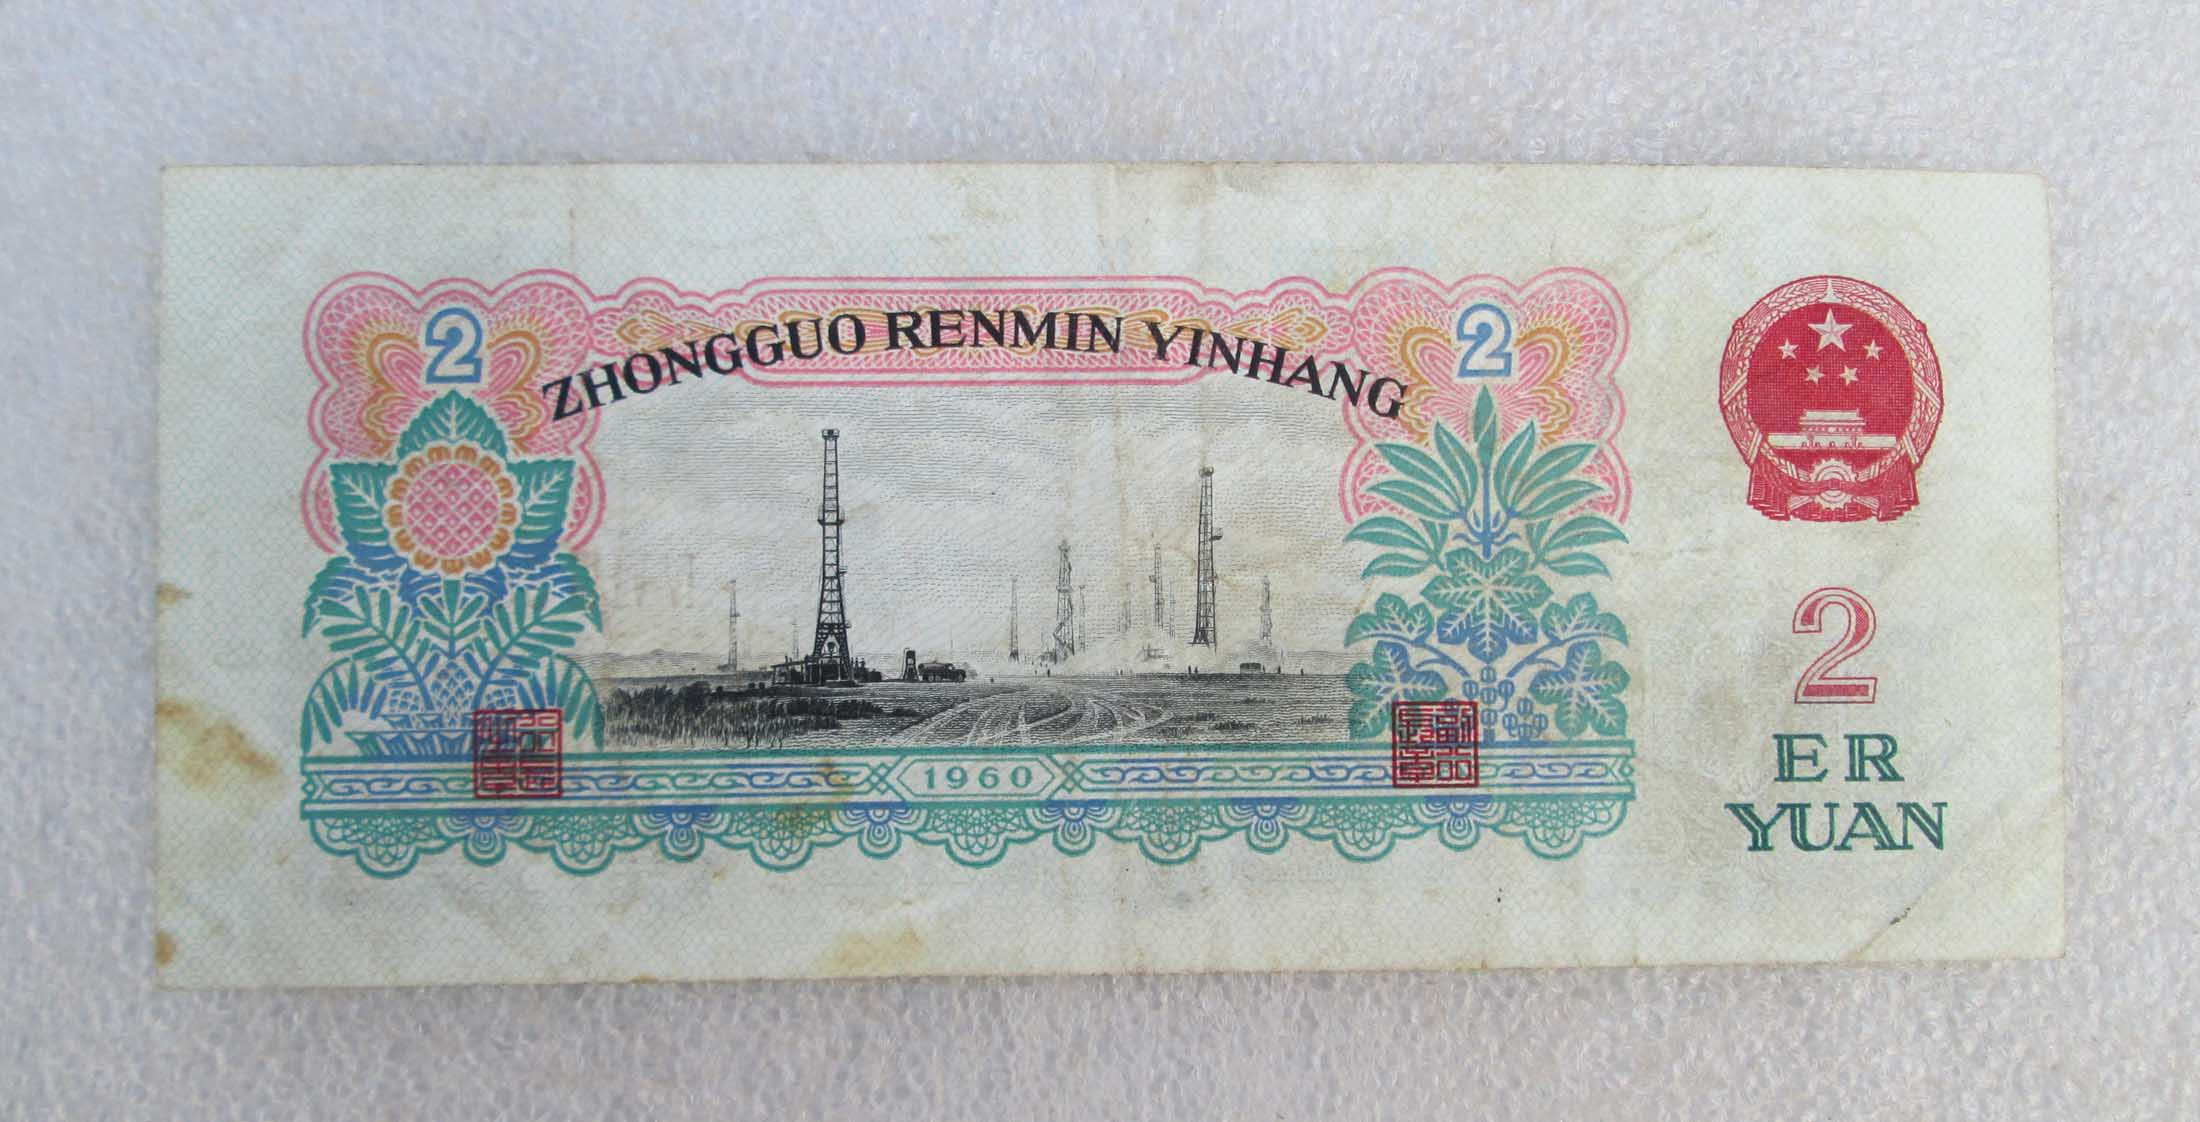 2
2
ZHONGGUO RENMIN YINHANG
2
ER
YUAN
1960